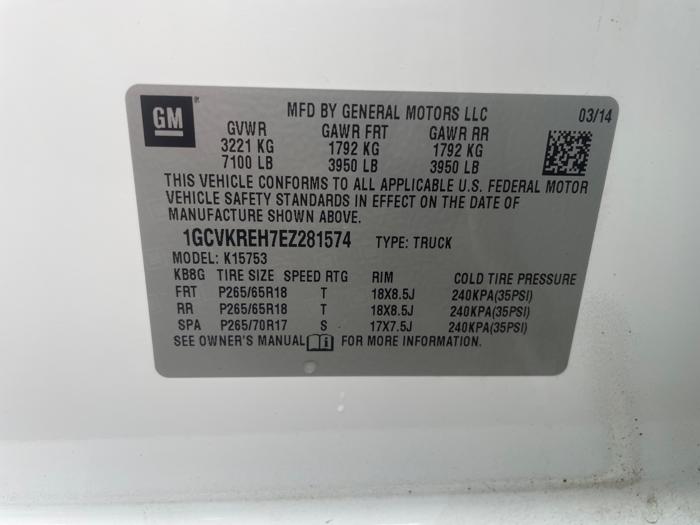 GM
MFD BY GENERAL MOTORS LLC 03/14
GVWR GAWR FRT GAWR RR
3221 KG 1792 KG 1792 KG
7100 LB 3950 LB 3950 LB
THIS VEHICLE CONFORMS TO ALL APPLICABLE U.S. FEDERAL MOTOR
VEHICLE SAFETY STANDARDS IN EFFECT ON THE DATE OF
MANUFACTURE SHOWN ABOVE.
1GCVKREH7EZ281574 TYPE: TRUCK
MODEL: K15753
KB8G TIRE SIZE SPEED RTG RIM COLD TIRE PRESSURE
FRT P265/65R18 T 18X8.5J 240KPA(35PSI)
RR P265/65R18 T 18X8.5J 240KPA(35PSI)
SPA P265/70R17 S 17X7.5J 240KPA(35PSI)
SEE OWNER'S MANUAL FOR MORE INFORMATION.